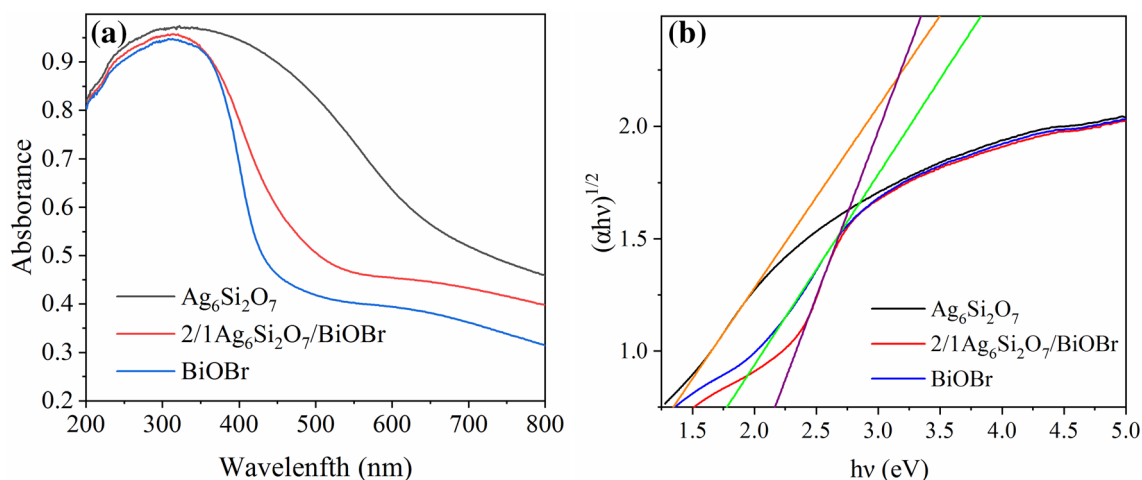 (a)
0.9
0.8
0.7
0.6
0.5
0.4
0.3
0.2
Absborance
Ag₆Si₂O₇
2/1Ag₆Si₂O₇/BiOBr
BiOBr
200 300 400 500 600 700 800
Wavelenfth (nm)
(b)
2.0
1.5
1.0
(αhν)¹/²
Ag₆Si₂O₇
2/1Ag₆Si₂O₇/BiOBr
BiOBr
1.5 2.0 2.5 3.0 3.5 4.0 4.5 5.0
hν (eV)